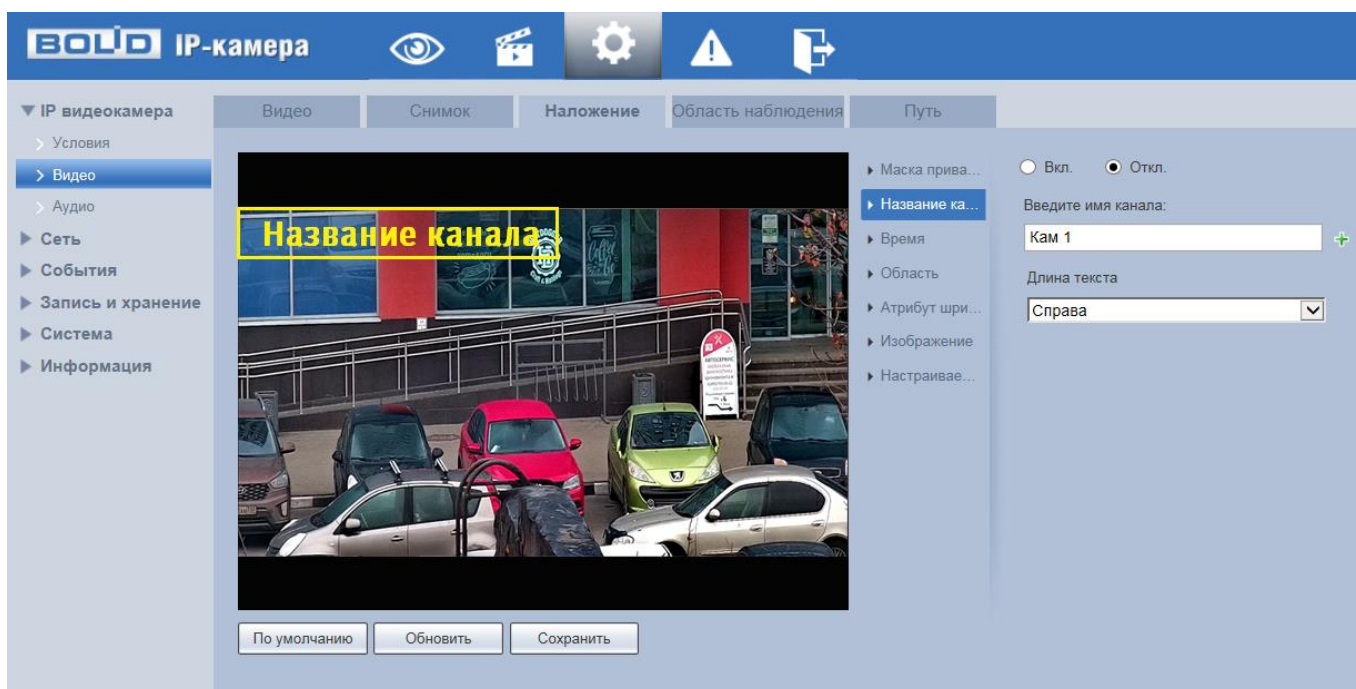 BOLID IP-камера
IP видеокамера
Условия
Видео
Аудио
Сеть
События
Запись и хранение
Система
Информация
Видео
Снимок
Наложение
Область наблюдения
Путь
Название канала
АВТОСЕРВИС
По умолчанию
Обновить
Сохранить
Маска прива...
Название ка...
Время
Область
Атрибут шри...
Изображение
Настраивае...
Вкл.
Откл.
Введите имя канала:
Кам 1
Длина текста
Справа